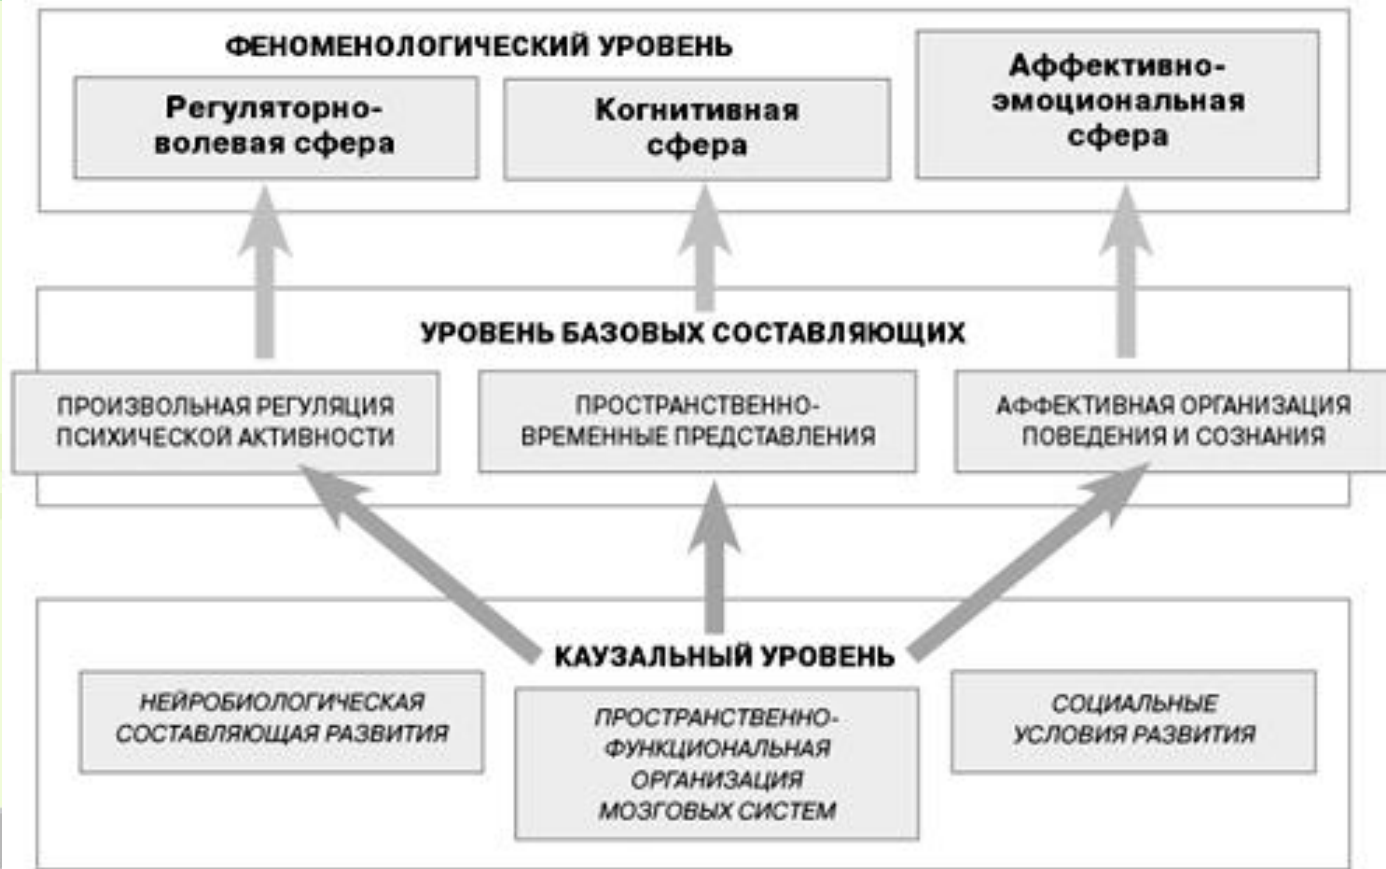 ФЕНОМЕНОЛОГИЧЕСКИЙ УРОВЕНЬ
Регуляторно-
волевая сфера
Когнитивная
сфера
Аффективно-
эмоциональная
сфера
УРОВЕНЬ БАЗОВЫХ СОСТАВЛЯЮЩИХ
ПРОИЗВОЛЬНАЯ РЕГУЛЯЦИЯ
ПСИХИЧЕСКОЙ АКТИВНОСТИ
ПРОСТРАНСТВЕННО-
ВРЕМЕННЫЕ ПРЕДСТАВЛЕНИЯ
АФФЕКТИВНАЯ ОРГАНИЗАЦИЯ
ПОВЕДЕНИЯ И СОЗНАНИЯ
КАУЗАЛЬНЫЙ УРОВЕНЬ
НЕЙРОБИОЛОГИЧЕСКАЯ
СОСТАВЛЯЮЩАЯ РАЗВИТИЯ
ПРОСТРАНСТВЕННО-
ФУНКЦИОНАЛЬНАЯ
ОРГАНИЗАЦИЯ
МОЗГОВЫХ СИСТЕМ
СОЦИАЛЬНЫЕ
УСЛОВИЯ РАЗВИТИЯ